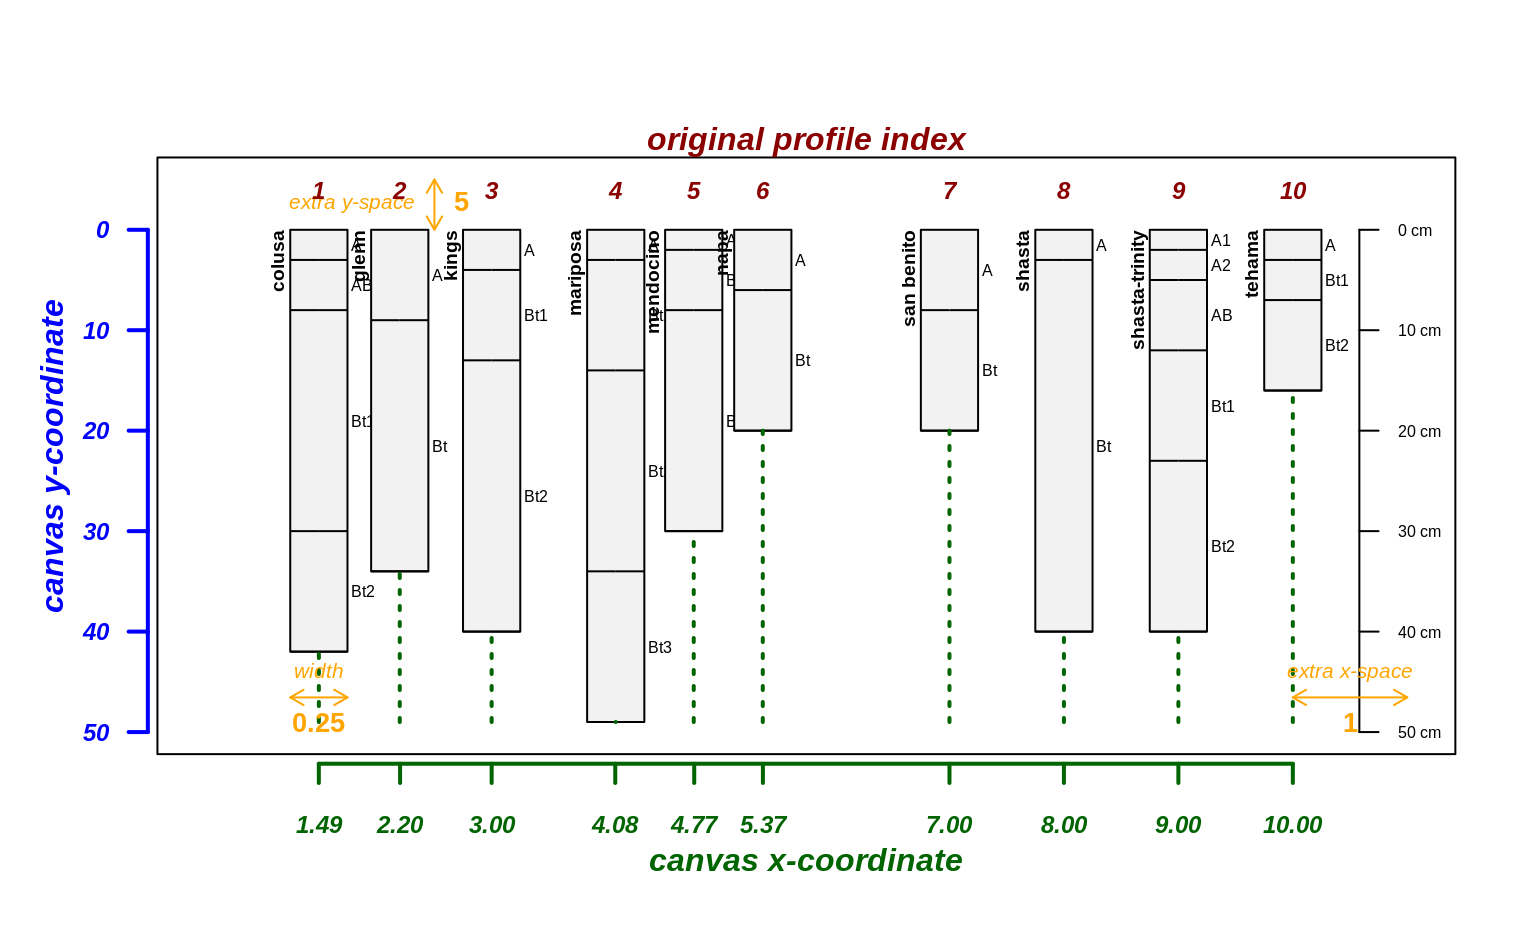 original profile index
1 2 3 4 5 6 7 8 9 10
extra y-space 5
canvas y-coordinate
0
10
20
30
40
50
colusa
AB
Bt1
Bt2
glenn
A
Bt
kings
A
Bt1
Bt2
mariposa
Bt3
mendocino
napa
A
Bt
san benito
A
Bt
shasta
A
Bt
shasta-trinity
A1
A2
AB
Bt1
Bt2
tehama
A
Bt1
Bt2
0 cm
10 cm
20 cm
30 cm
40 cm
50 cm
width
0.25
extra x-space
1
1.49 2.20 3.00 4.08 4.77 5.37 7.00 8.00 9.00 10.00
canvas x-coordinate